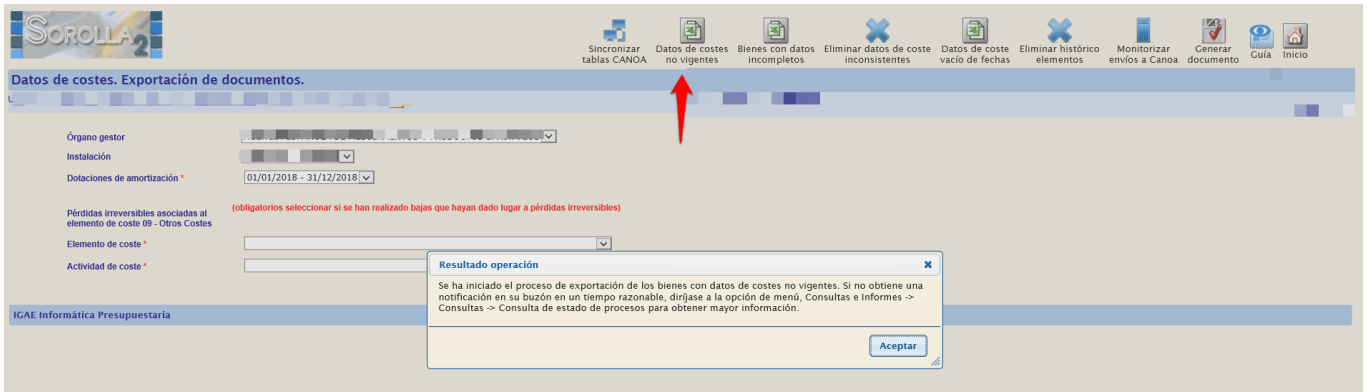 SOROLLA2
Sincronizar tablas CANOA
Datos de costes no vigentes
Bienes con datos incompletos
Eliminar datos de coste inconsistentes
Datos de coste vacío de fechas
Eliminar histórico elementos
Monitorizar envíos a Canoa
Generar documento
Guía
Inicio
Datos de costes. Exportación de documentos.
Órgano gestor
Instalación
Dotaciones de amortización *
01/01/2018 - 31/12/2018
Pérdidas irreversibles asociadas al
elemento de coste 09 - Otros Costes
(obligatorios seleccionar si se han realizado bajas que hayan dado lugar a pérdidas irreversibles)
Elemento de coste *
Actividad de coste *
Resultado operación
Se ha iniciado el proceso de exportación de los bienes con datos de costes no vigentes. Si no obtiene una
notificación en su buzón en un tiempo razonable, diríjase a la opción de menú, Consultas e Informes ->
Consultas -> Consulta de estado de procesos para obtener mayor información.
Aceptar
IGAE Informática Presupuestaria